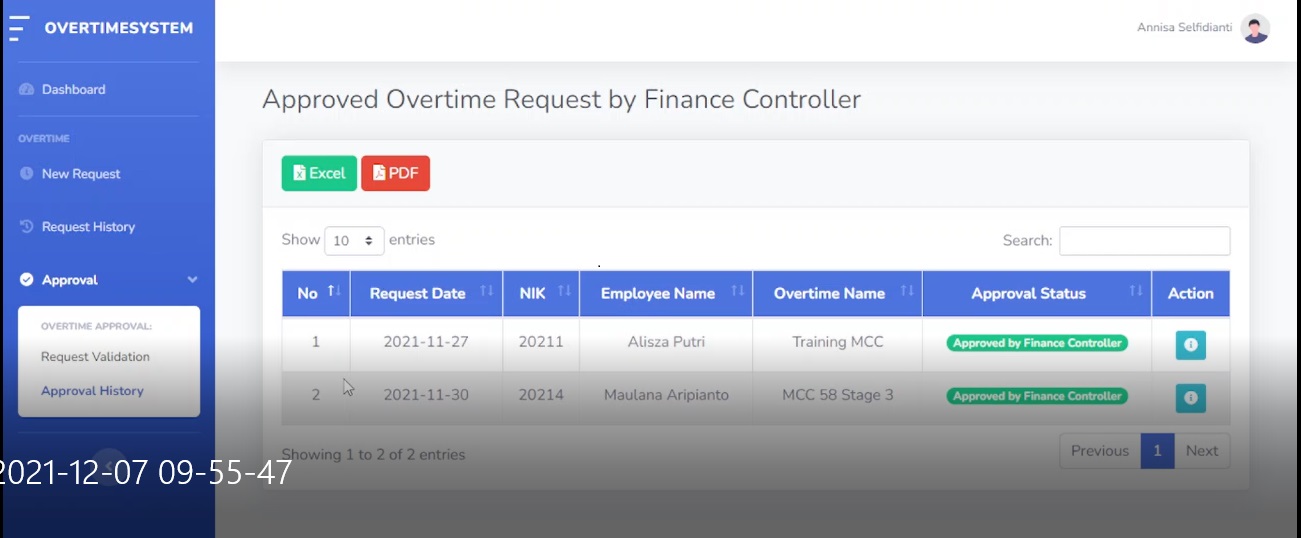 OVERTIMESYSTEM
Annisa Selfidianti
Dashboard
OVERTIME
New Request
Request History
Approval
OVERTIME APPROVAL:
Request Validation
Approval History
Approved Overtime Request by Finance Controller
Excel PDF
Show 10 entries Search:
No Request Date NIK Employee Name Overtime Name Approval Status Action
1 2021-11-27 20211 Alisza Putri Training MCC Approved by Finance Controller
2 2021-11-30 20214 Maulana Aripianto MCC 58 Stage 3 Approved by Finance Controller
Showing 1 to 2 of 2 entries Previous 1 Next
2021-12-07 09-55-47